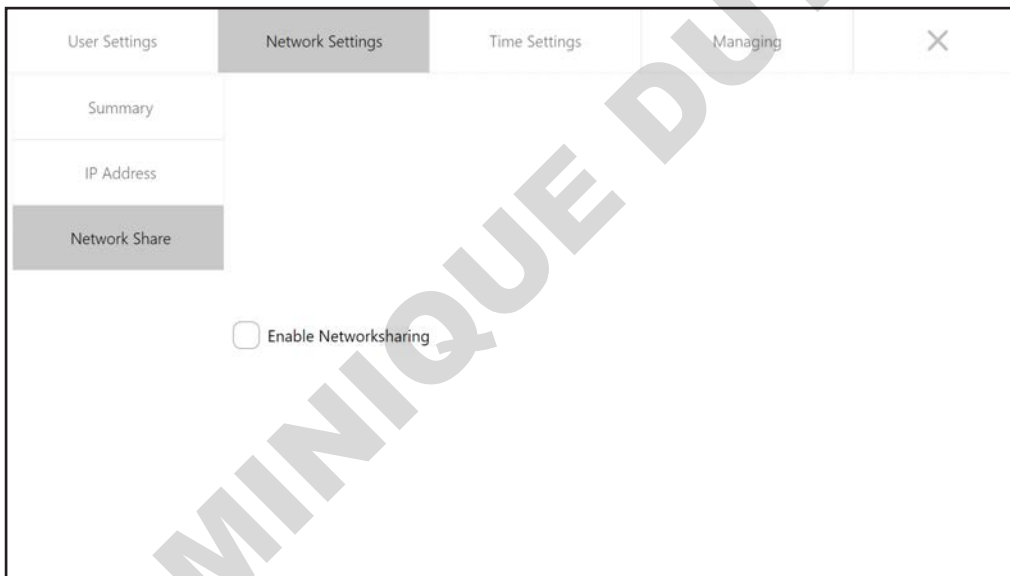 User Settings
Network Settings
Time Settings
Managing
Summary
IP Address
Network Share
Enable Networksharing
MINIQUE DU